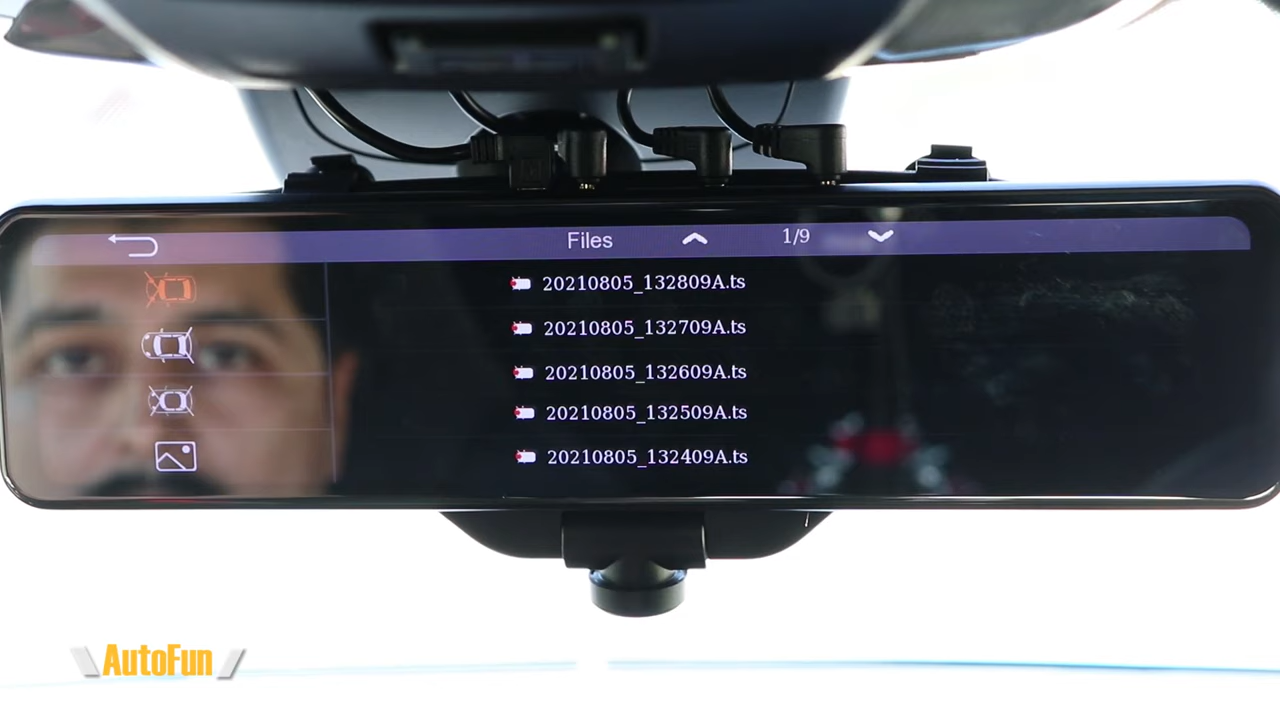 Files 1/9
20210805_132809A.ts
20210805_132709A.ts
20210805_132609A.ts
20210805_132509A.ts
20210805_132409A.ts
AutoFun